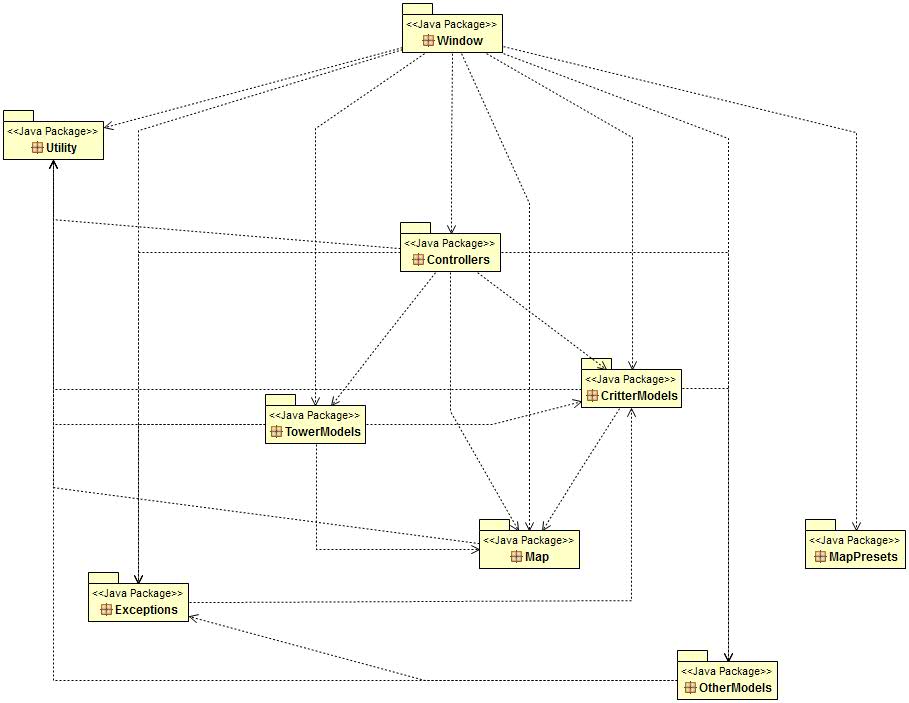 <<Java Package>>
Window
<<Java Package>>
Utility
<<Java Package>>
Controllers
<<Java Package>>
CritterModels
<<Java Package>>
TowerModels
<<Java Package>>
Map
<<Java Package>>
MapPresets
<<Java Package>>
Exceptions
<<Java Package>>
OtherModels